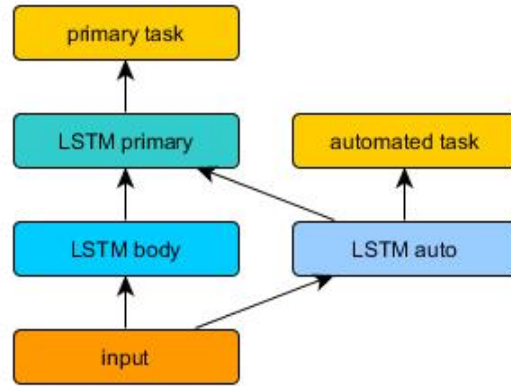 primary task
LSTM primary
automated task
LSTM body
LSTM auto
input